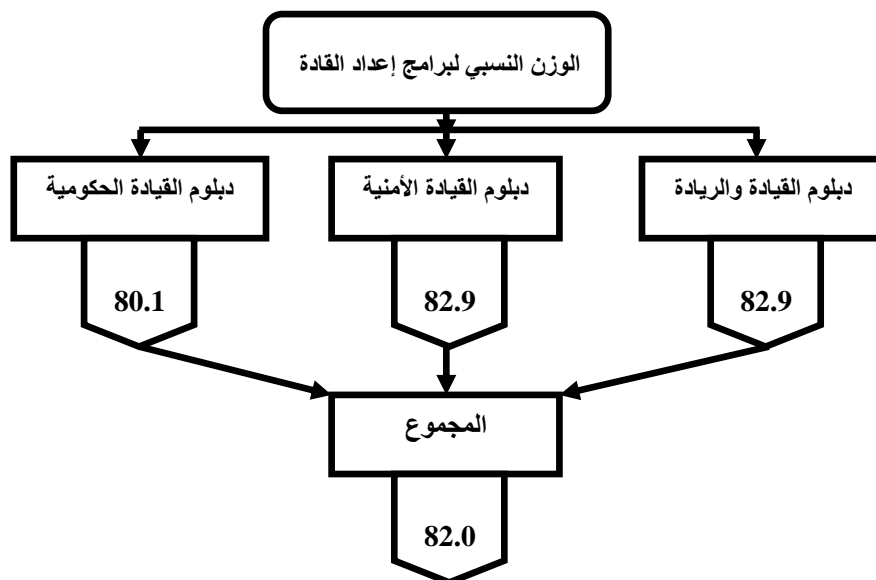 الوزن النسبي لبرامج إعداد القادة
دبلوم القيادة والريادة
دبلوم القيادة الأمنية
دبلوم القيادة الحكومية
82.9
82.9
80.1
المجموع
82.0